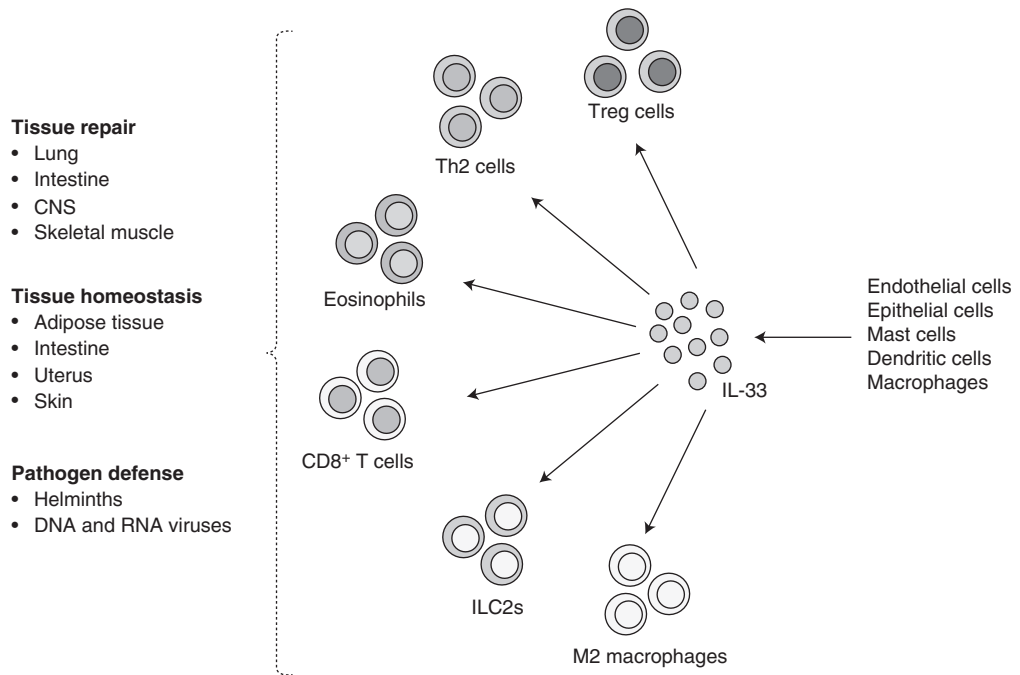 Tissue repair
• Lung
• Intestine
• CNS
• Skeletal muscle
Tissue homeostasis
• Adipose tissue
• Intestine
• Uterus
• Skin
Pathogen defense
• Helminths
• DNA and RNA viruses
Treg cells
Th2 cells
Eosinophils
CD8⁺ T cells
ILC2s
M2 macrophages
IL-33
Endothelial cells
Epithelial cells
Mast cells
Dendritic cells
Macrophages